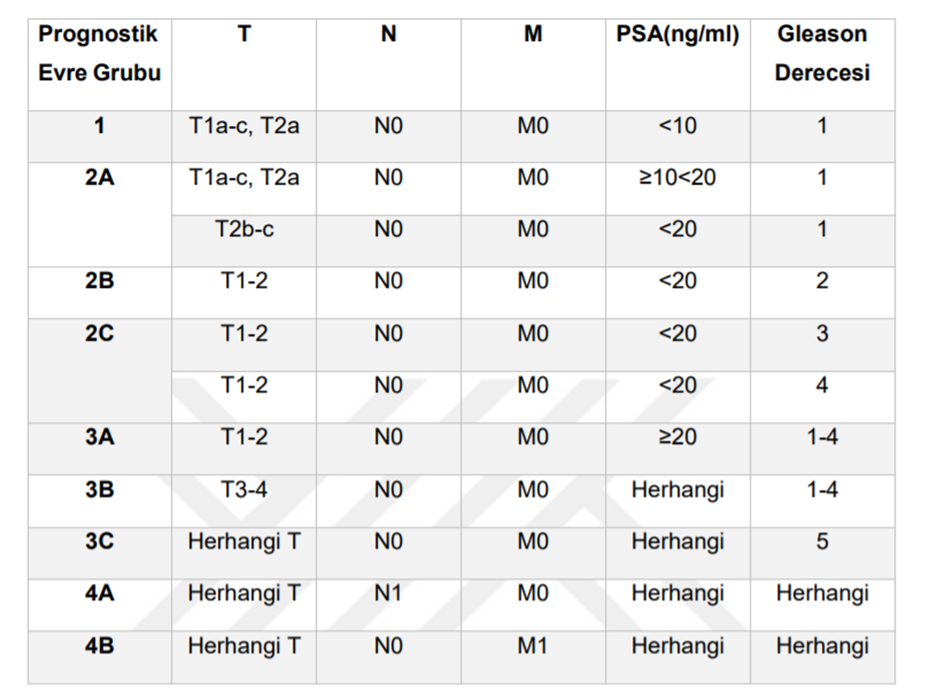 Prognostik Evre Grubu T N M PSA(ng/ml) Gleason Derecesi
1 T1a-c, T2a N0 M0 <10 1
2A T1a-c, T2a N0 M0 ≥10<20 1
T2b-c N0 M0 <20 1
2B T1-2 N0 M0 <20 2
2C T1-2 N0 M0 <20 3
T1-2 N0 M0 <20 4
3A T1-2 N0 M0 ≥20 1-4
3B T3-4 N0 M0 Herhangi 1-4
3C Herhangi T N0 M0 Herhangi 5
4A Herhangi T N1 M0 Herhangi Herhangi
4B Herhangi T N0 M1 Herhangi Herhangi